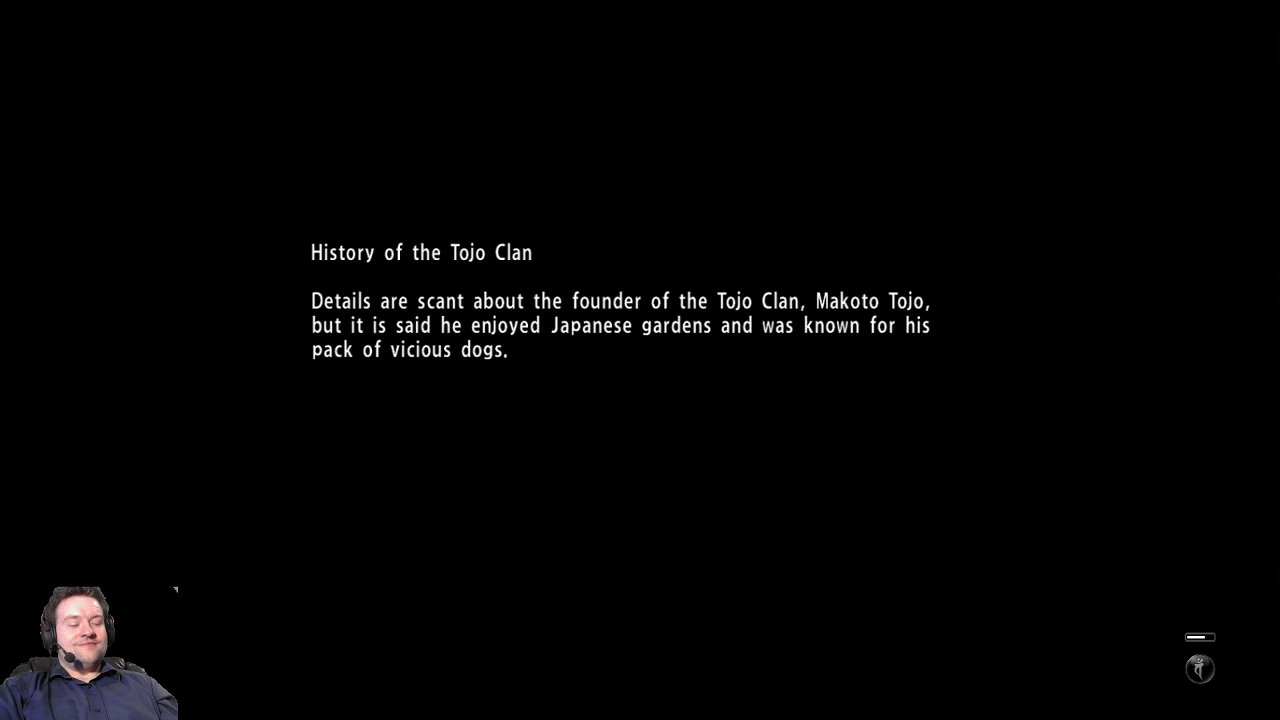 History of the Tojo Clan
Details are scant about the founder of the Tojo Clan, Makoto Tojo,
but it is said he enjoyed Japanese gardens and was known for his
pack of vicious dogs.